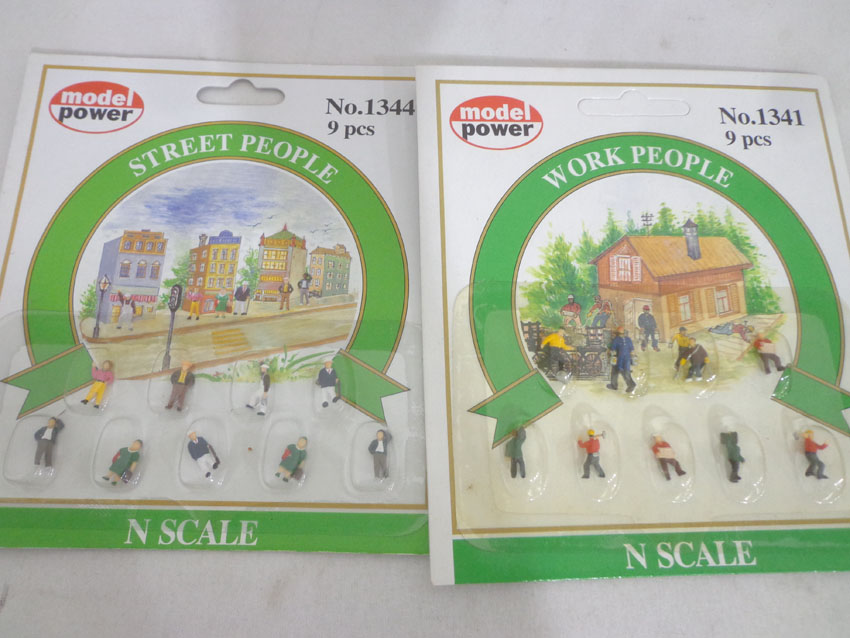 model
power
No.1344
9 pcs
STREET PEOPLE
N SCALE
model
power
No.1341
9 pcs
WORK PEOPLE
N SCALE